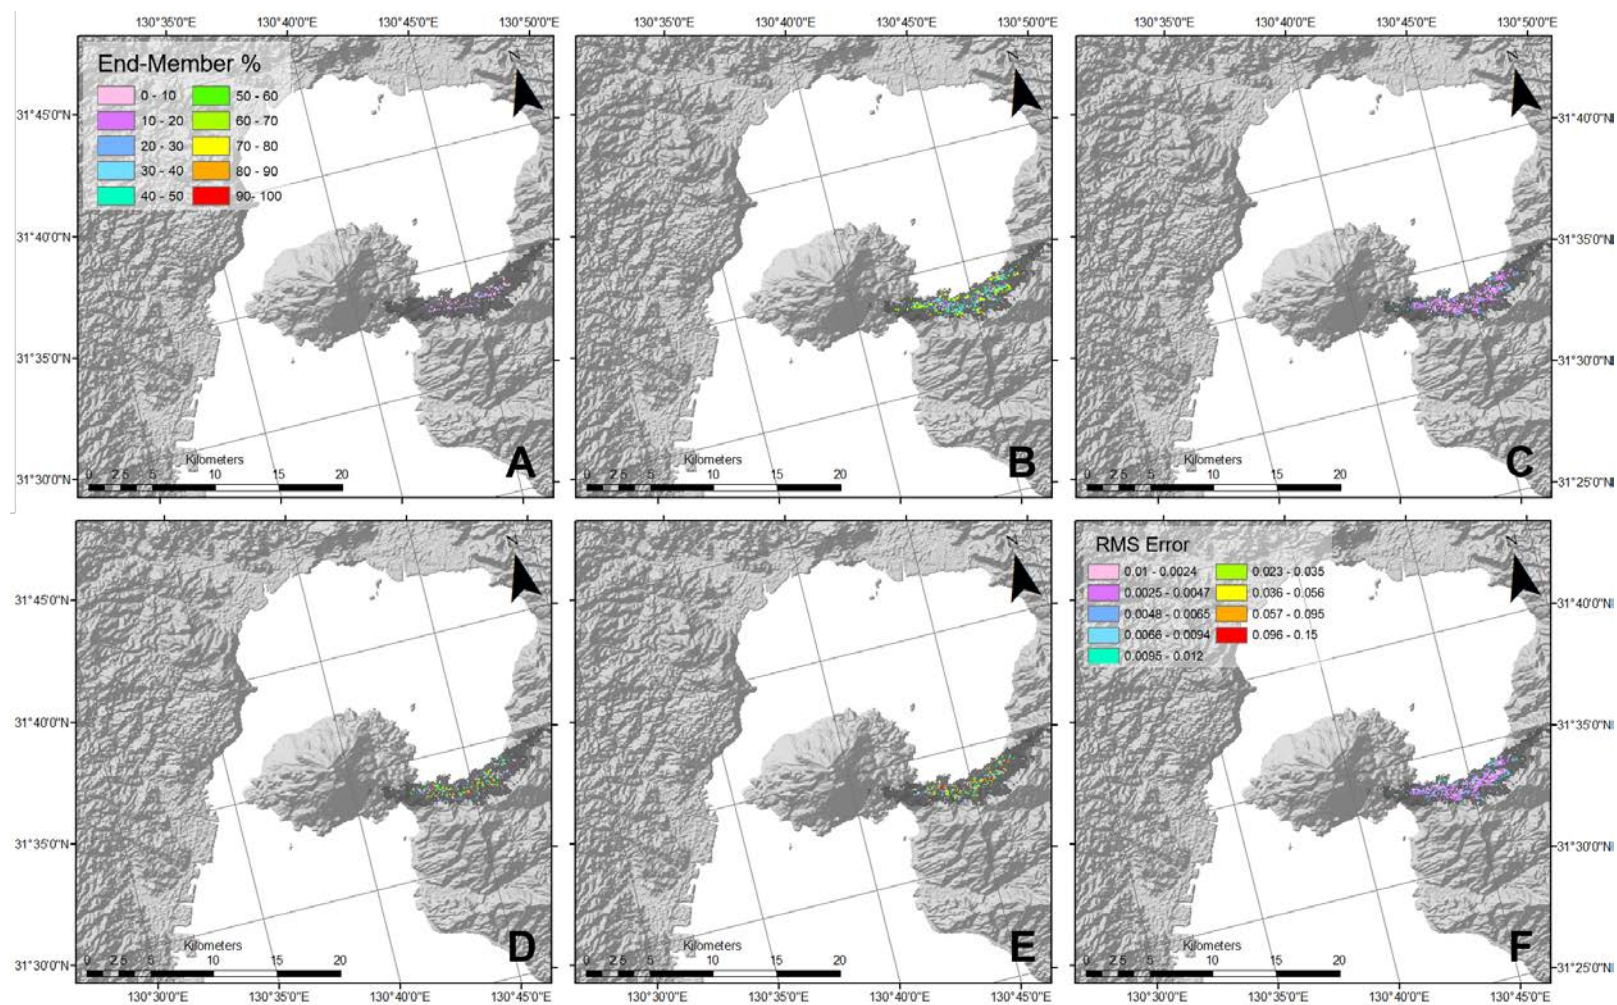 130°35'0"E 130°40'0"E 130°45'0"E 130°50'0"E 130°35'0"E 130°40'0"E 130°45'0"E 130°50'0"E 130°35'0"E 130°40'0"E 130°45'0"E 130°50'0"E
End-Member %
0 - 10 50 - 60
10 - 20 60 - 70
20 - 30 70 - 80
30 - 40 80 - 90
40 - 50 90- 100
N N N
31°45'0"N 31°40'0"N
31°40'0"N 31°35'0"N
31°35'0"N 31°30'0"N
31°30'0"N 31°25'0"N
Kilometers Kilometers Kilometers
0 2.5 5 10 15 20 0 2.5 5 10 15 20 0 2.5 5 10 15 20
A B C
RMS Error
0.01 - 0.0024 0.023 - 0.035
0.0025 - 0.0047 0.036 - 0.056
0.0048 - 0.0065 0.057 - 0.095
0.0066 - 0.0094 0.096 - 0.15
0.0095 - 0.012
N N N
31°45'0"N 31°40'0"N
31°40'0"N 31°35'0"N
31°35'0"N 31°30'0"N
31°30'0"N 31°25'0"N
Kilometers Kilometers Kilometers
0 2.5 5 10 15 20 0 2.5 5 10 15 20 0 2.5 5 10 15 20
D E F
130°30'0"E 130°35'0"E 130°40'0"E 130°45'0"E 130°30'0"E 130°35'0"E 130°40'0"E 130°45'0"E 130°30'0"E 130°35'0"E 130°40'0"E 130°45'0"E